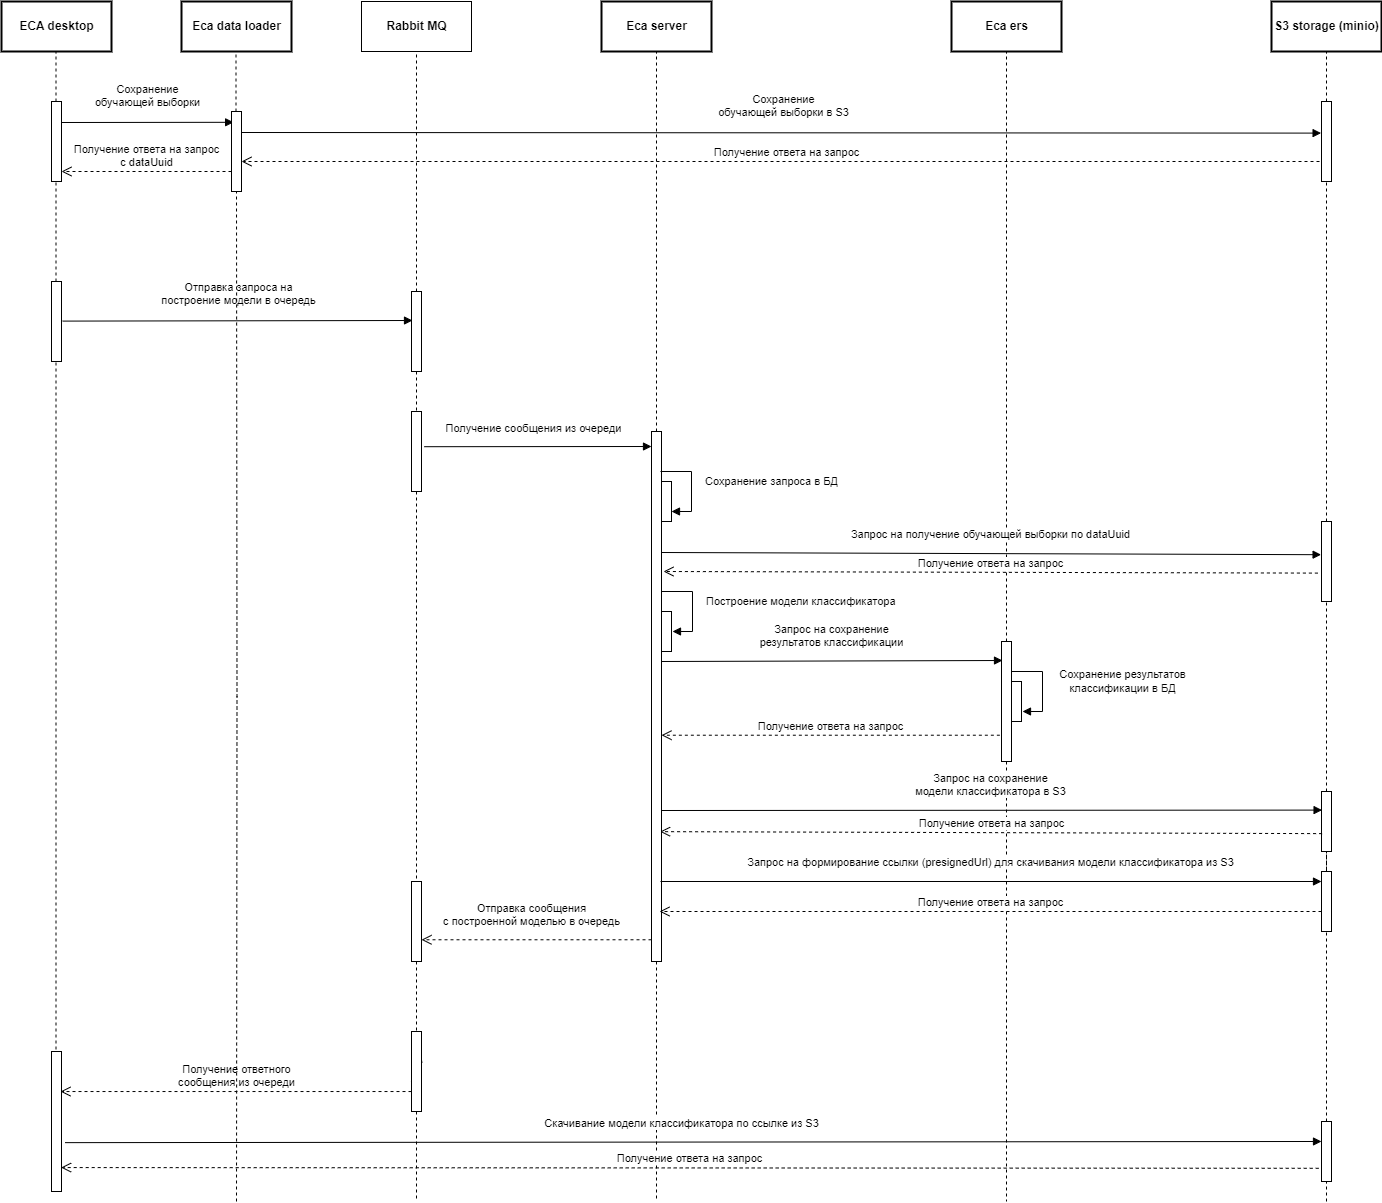 ECA desktop
Eca data loader
Rabbit MQ
Eca server
Eca ers
S3 storage (minio)
Сохранение
обучающей выборки
Сохранение
обучающей выборки в S3
Получение ответа на запрос
с dataUuid
Получение ответа на запрос
Отправка запроса на
построение модели в очередь
Получение сообщения из очереди
Сохранение запроса в БД
Запрос на получение обучающей выборки по dataUuid
Получение ответа на запрос
Построение модели классификатора
Запрос на сохранение
результатов классификации
Сохранение результатов
классификации в БД
Получение ответа на запрос
Запрос на сохранение
модели классификатора в S3
Получение ответа на запрос
Запрос на формирование ссылки (presignedUrl) для скачивания модели классификатора из S3
Получение ответа на запрос
Отправка сообщения
с построенной моделью в очередь
Получение ответного
сообщения из очереди
Скачивание модели классификатора по ссылке из S3
Получение ответа на запрос